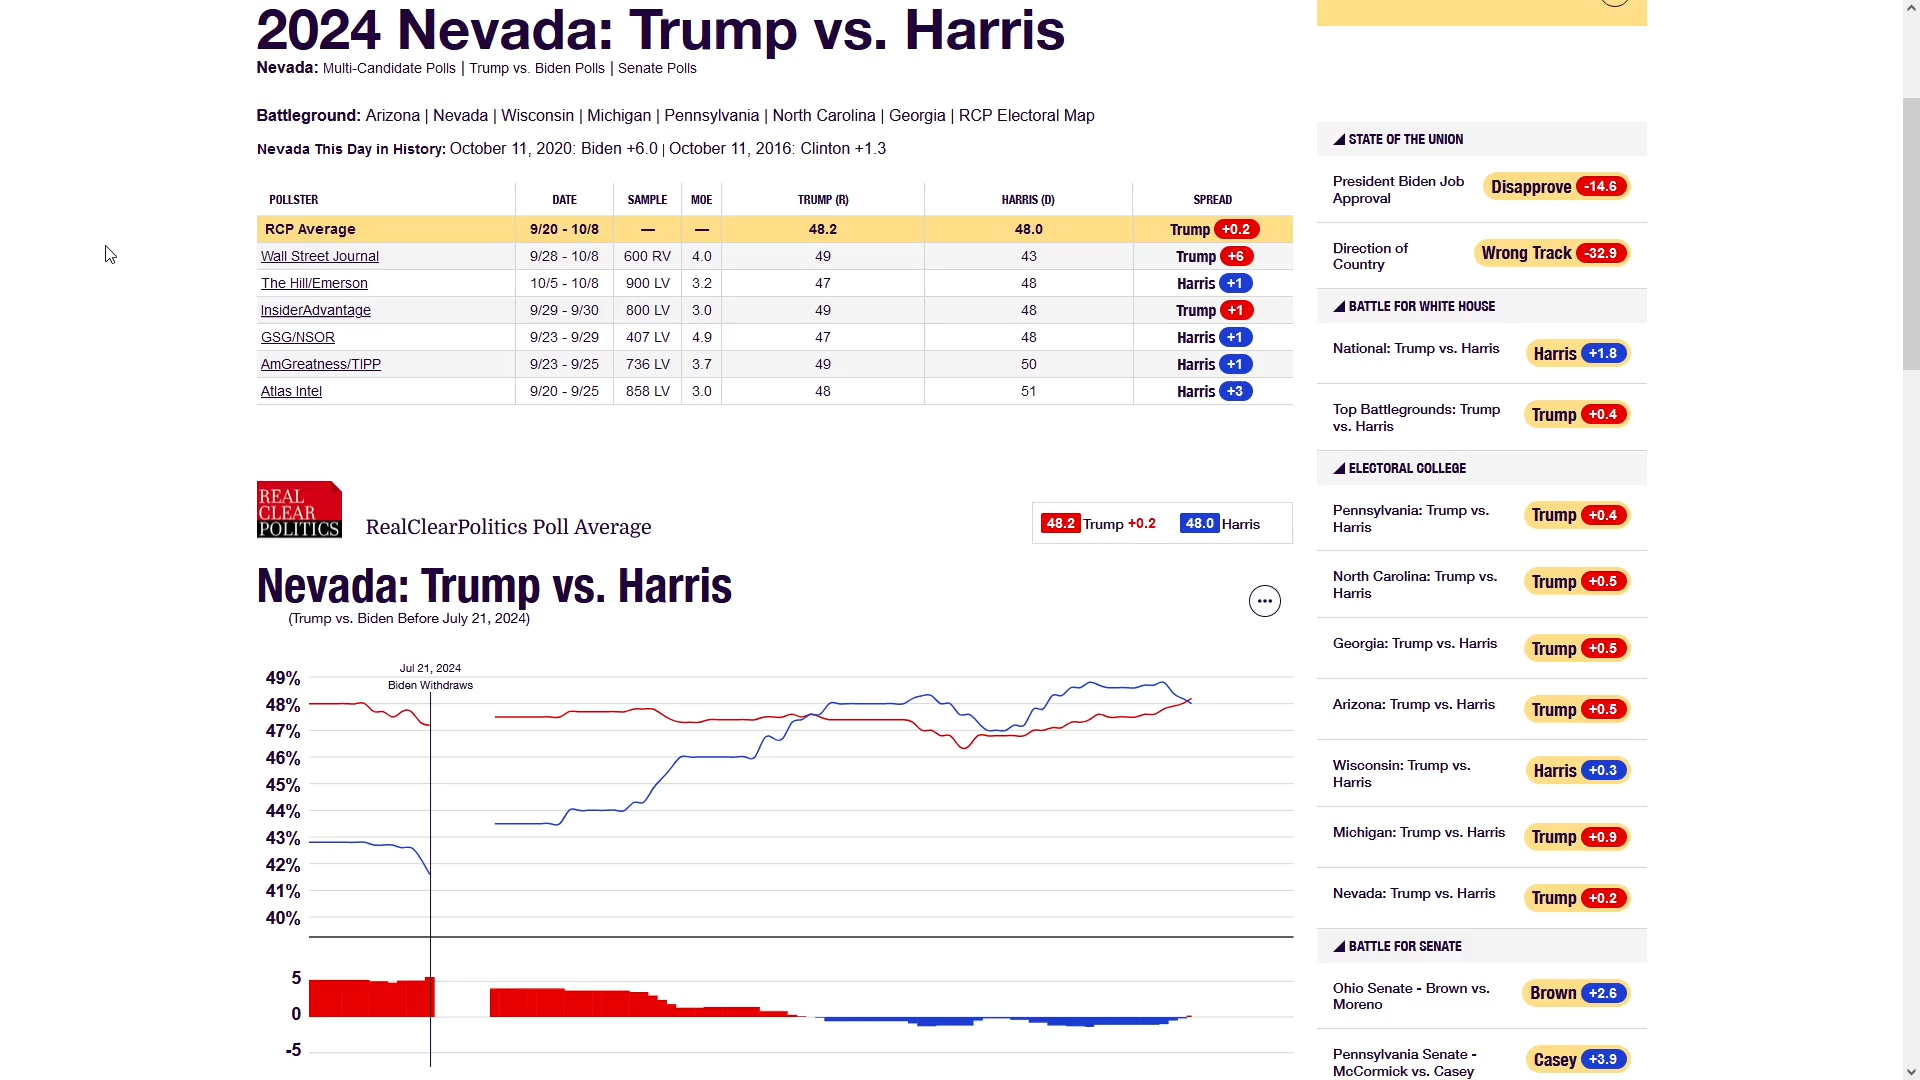 2024 Nevada: Trump vs. Harris
Nevada: Multi-Candidate Polls | Trump vs. Biden Polls | Senate Polls
Battleground: Arizona | Nevada | Wisconsin | Michigan | Pennsylvania | North Carolina | Georgia | RCP Electoral Map
Nevada This Day in History: October 11, 2020: Biden +6.0 | October 11, 2016: Clinton +1.3
POLLSTER DATE SAMPLE MOE TRUMP (R) HARRIS (D) SPREAD
RCP Average 9/20 - 10/8 — — 48.2 48.0 Trump +0.2
Wall Street Journal 9/28 - 10/8 600 RV 4.0 49 43 Trump +6
The Hill/Emerson 10/5 - 10/8 900 LV 3.2 47 48 Harris +1
InsiderAdvantage 9/29 - 9/30 800 LV 3.0 49 48 Trump +1
GSG/NSOR 9/23 - 9/29 407 LV 4.9 47 48 Harris +1
AmGreatness/TIPP 9/23 - 9/25 736 LV 3.7 49 50 Harris +1
Atlas Intel 9/20 - 9/25 858 LV 3.0 48 51 Harris +3
REAL
CLEAR
POLITICS
RealClearPolitics Poll Average
48.2 Trump +0.2 48.0 Harris
Nevada: Trump vs. Harris
(Trump vs. Biden Before July 21, 2024)
Jul 21, 2024
Biden Withdraws
49%
48%
47%
46%
45%
44%
43%
42%
41%
40%
5
0
-5
STATE OF THE UNION
President Biden Job
Approval
Disapprove -14.6
Direction of
Country
Wrong Track -32.9
BATTLE FOR WHITE HOUSE
National: Trump vs. Harris
Harris +1.8
Top Battlegrounds: Trump
vs. Harris
Trump +0.4
ELECTORAL COLLEGE
Pennsylvania: Trump vs.
Harris
Trump +0.4
North Carolina: Trump vs.
Harris
Trump +0.5
Georgia: Trump vs. Harris
Trump +0.5
Arizona: Trump vs. Harris
Trump +0.5
Wisconsin: Trump vs.
Harris
Harris +0.3
Michigan: Trump vs. Harris
Trump +0.9
Nevada: Trump vs. Harris
Trump +0.2
BATTLE FOR SENATE
Ohio Senate - Brown vs.
Moreno
Brown +2.6
Pennsylvania Senate -
McCormick vs. Casey
Casey +3.9